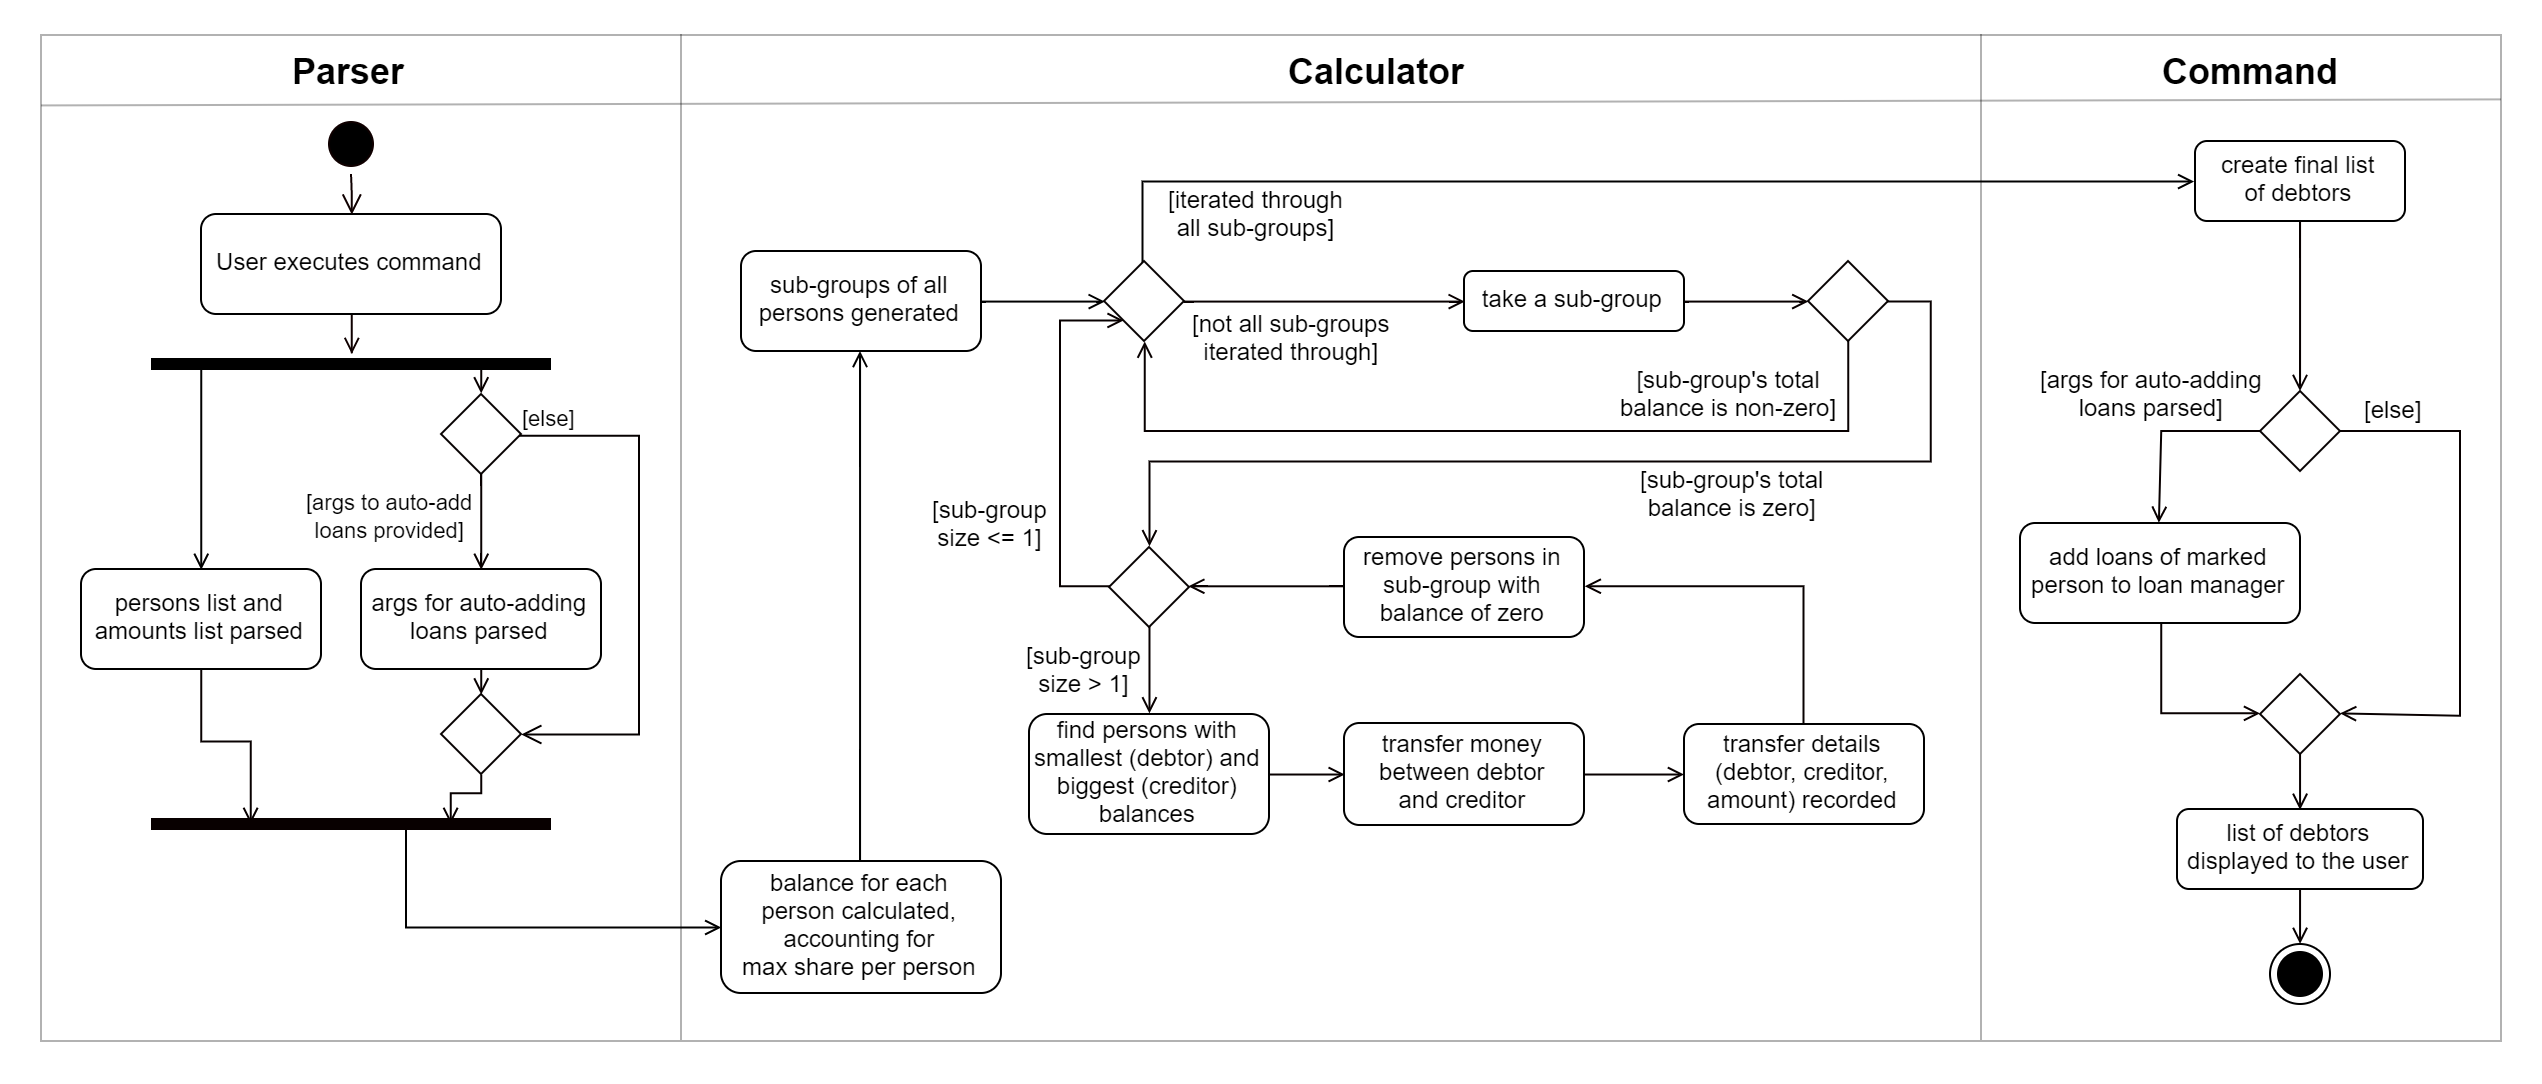 Parser
User executes command
[else]
[args to auto-add
loans provided]
persons list and
amounts list parsed
args for auto-adding
loans parsed
Calculator
balance for each
person calculated,
accounting for
max share per person
sub-groups of all
persons generated
[iterated through
all sub-groups]
[not all sub-groups
iterated through]
take a sub-group
[sub-group's total
balance is non-zero]
[sub-group's total
balance is zero]
[sub-group
size <= 1]
[sub-group
size > 1]
find persons with
smallest (debtor) and
biggest (creditor)
balances
transfer money
between debtor
and creditor
transfer details
(debtor, creditor,
amount) recorded
remove persons in
sub-group with
balance of zero
Command
create final list
of debtors
[args for auto-adding
loans parsed]
[else]
add loans of marked
person to loan manager
list of debtors
displayed to the user